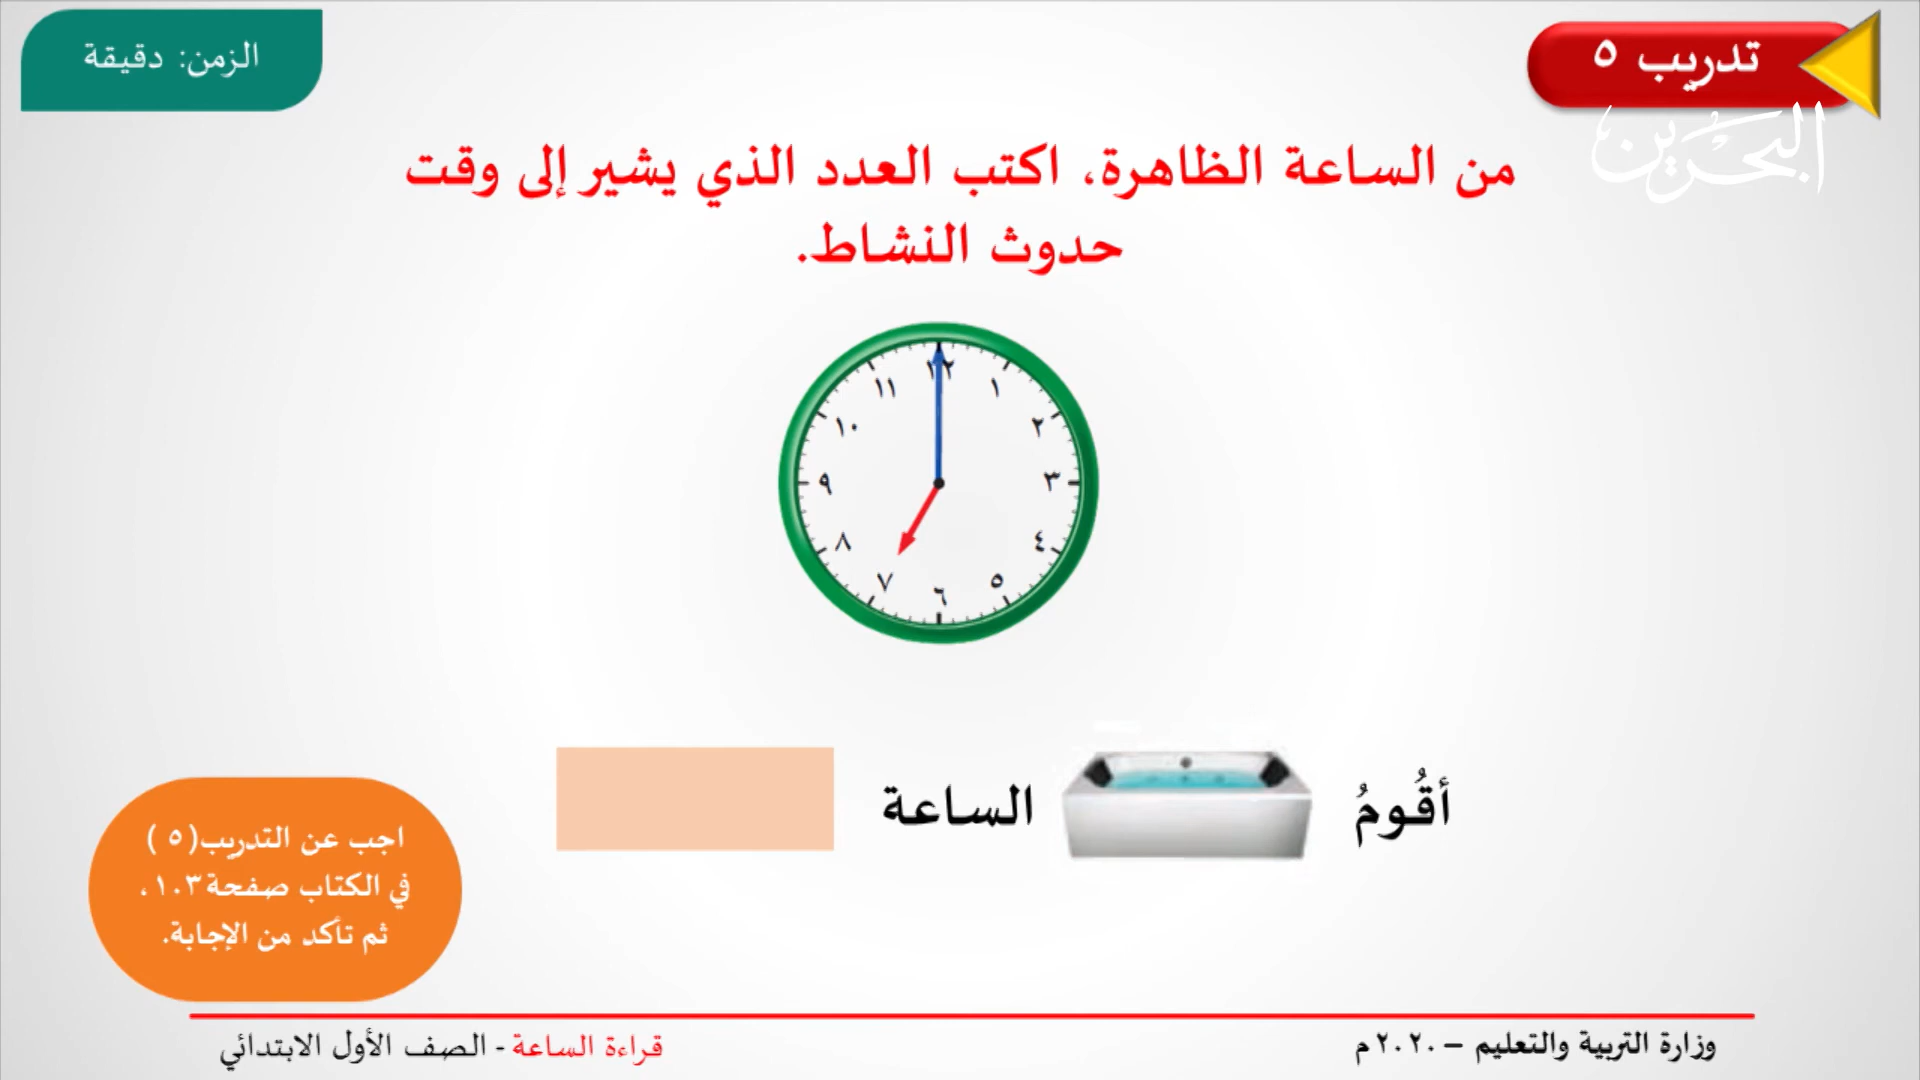 تدريب ٥
البحرين
الزمن: دقيقة
من الساعة الظاهرة، اكتب العدد الذي يشير إلى وقت
حدوث النشاط.
١٢
١
٢
٣
٤
٥
٦
٧
٨
٩
١٠
١١
أقُومُ الساعة
اجب عن التدريب(٥ )
في الكتاب صفحة١٠٣،
ثم تأكد من الإجابة.
وزارة التربية والتعليم – ٢٠٢٠م
قراءة الساعة - الصف الأول الابتدائي